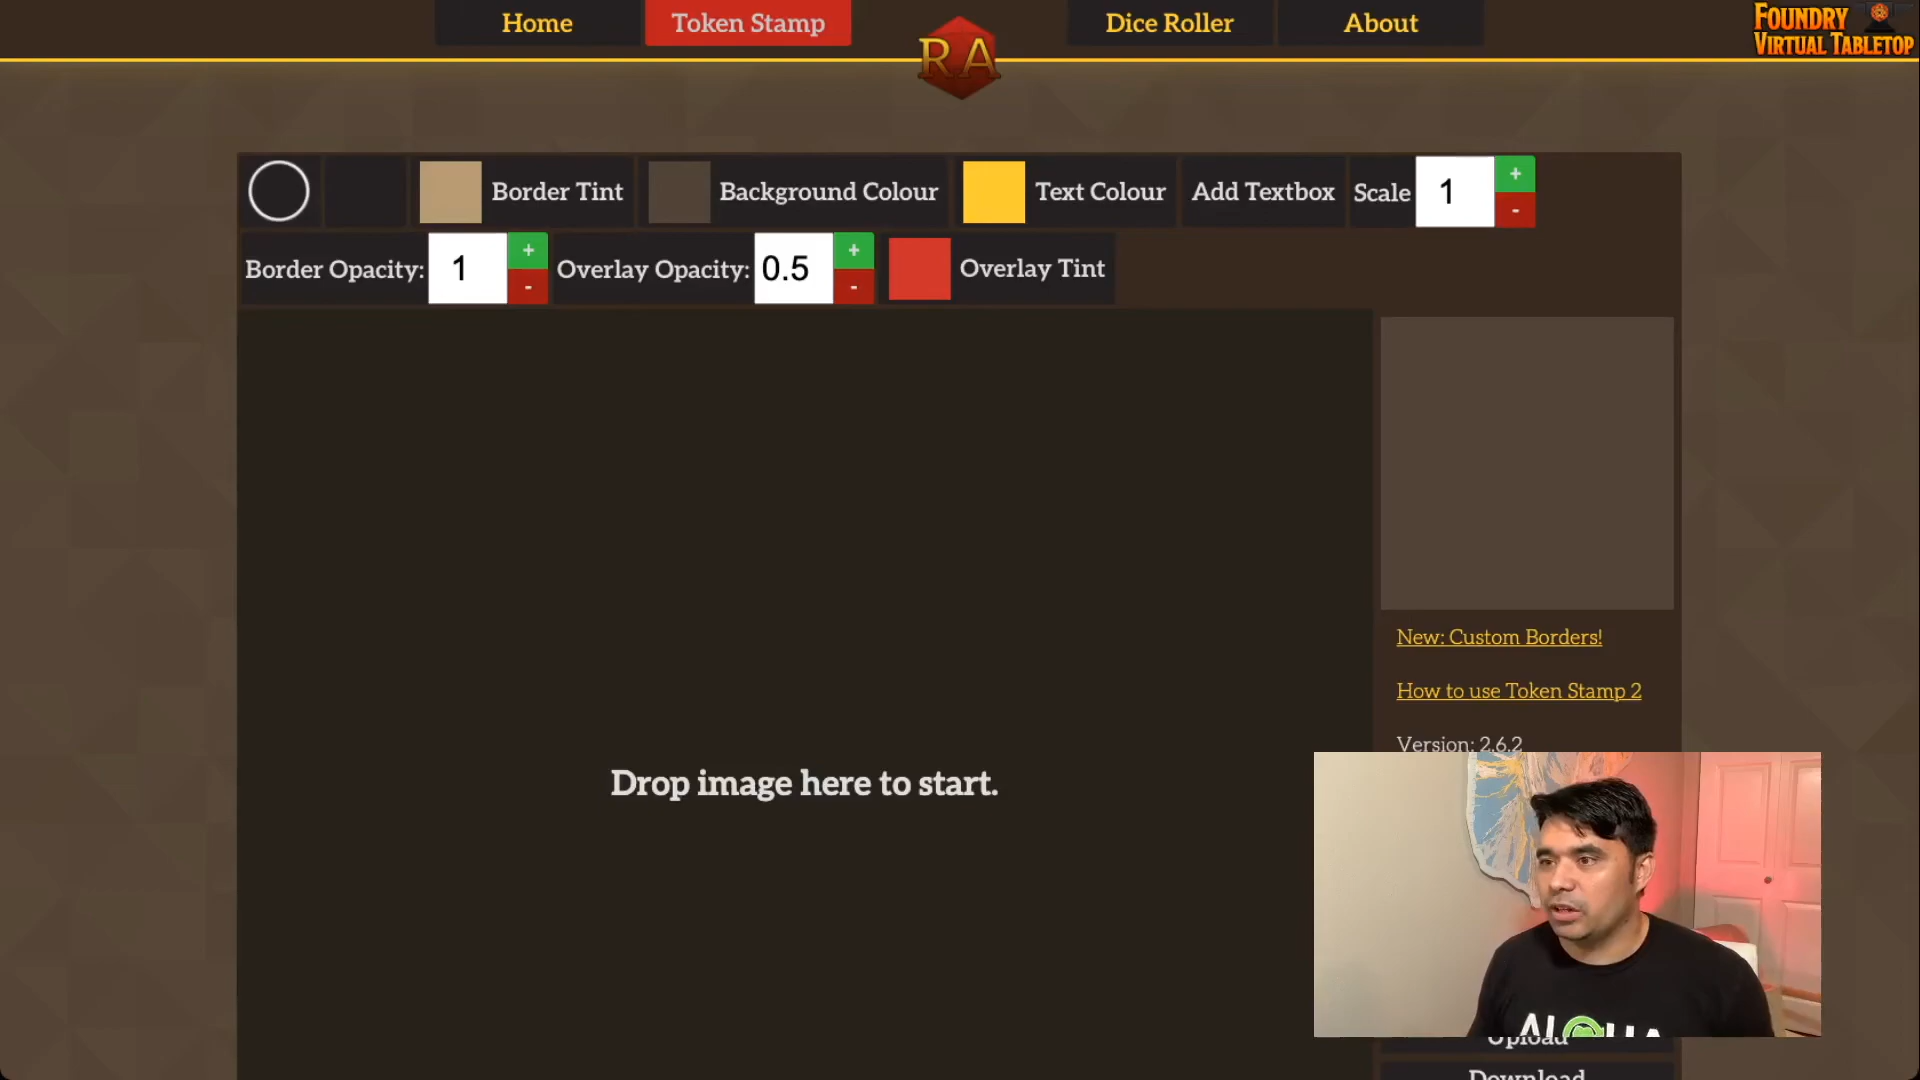 Home
Token Stamp
RA
Dice Roller
About
FOUNDRY
VIRTUAL TABLETOP
Border Tint
Background Colour
Text Colour
Add Textbox
Scale
1
+
-
Border Opacity:
1
+
-
Overlay Opacity:
0.5
+
-
Overlay Tint
Drop image here to start.
New: Custom Borders!
How to use Token Stamp 2
Version: 2.6.2
ALOHA
Upload
Download